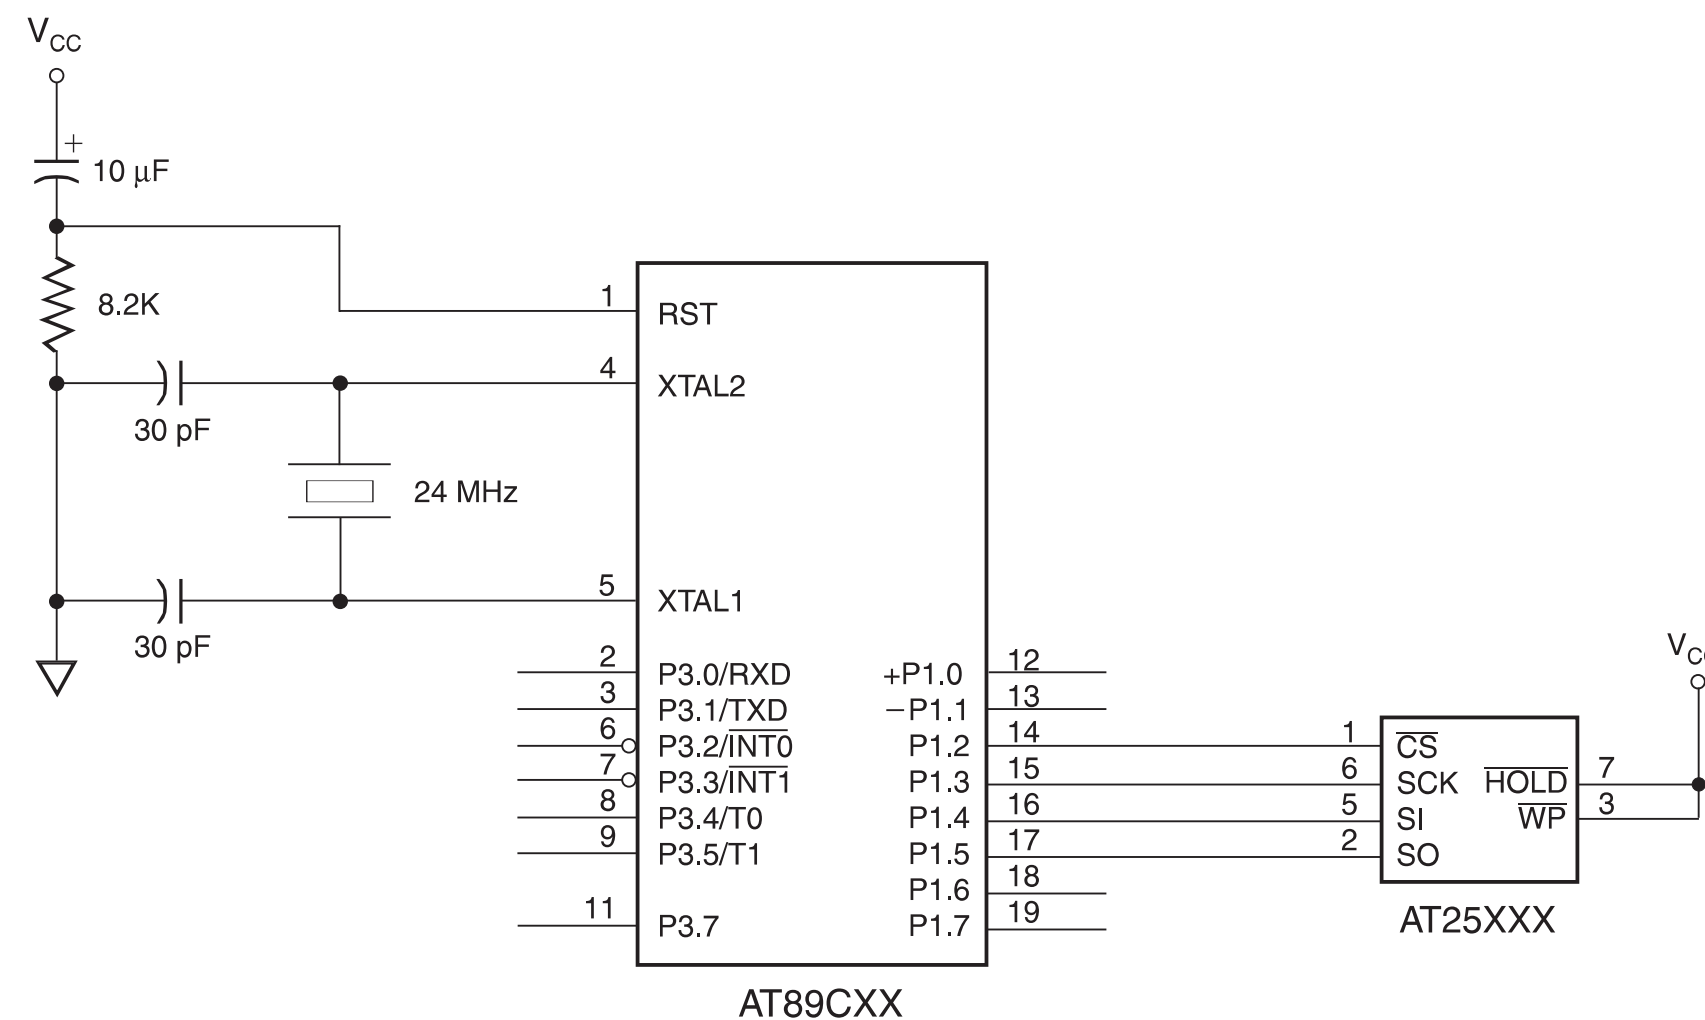 VCC
+
10 μF
8.2K
30 pF
24 MHz
30 pF
1 RST
4 XTAL2
5 XTAL1
2 P3.0/RXD
3 P3.1/TXD
6 P3.2/INT0
7 P3.3/INT1
8 P3.4/T0
9 P3.5/T1
11 P3.7
+P1.0 12
−P1.1 13
P1.2 14
P1.3 15
P1.4 16
P1.5 17
P1.6 18
P1.7 19
AT89CXX
1 CS
6 SCK
5 SI
2 SO
HOLD 7
WP 3
AT25XXX
VCC